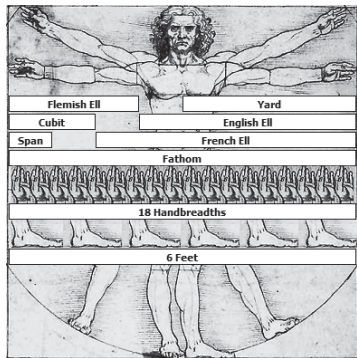 Flemish Ell Yard
Cubit English Ell
Span French Ell
Fathom
18 Handbreadths
6 Feet